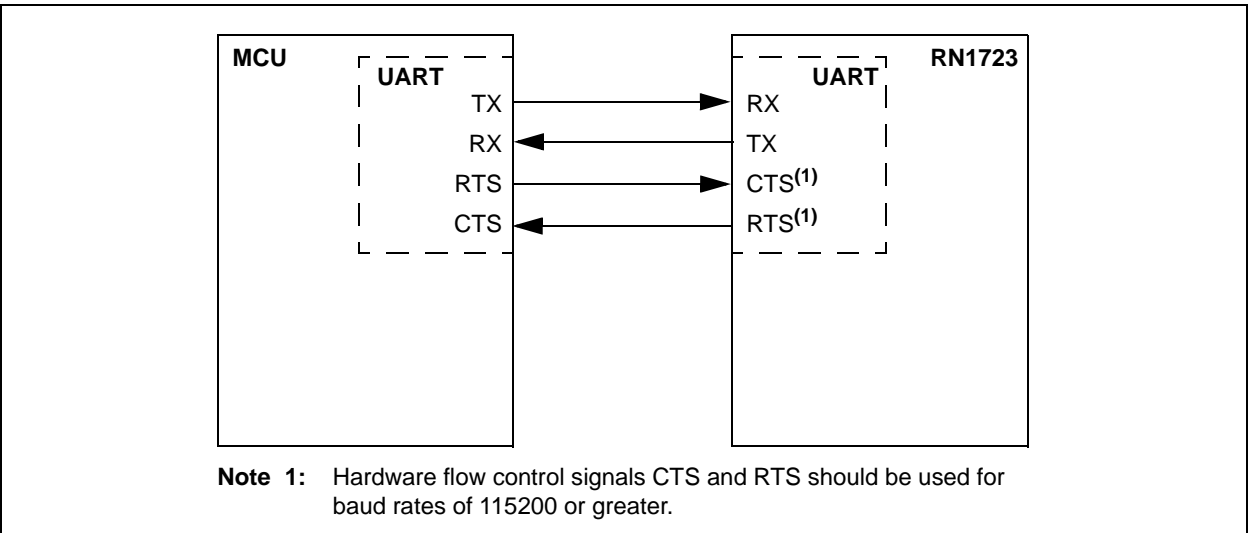 MCU
UART
TX
RX
RTS
CTS
RN1723
UART
RX
TX
CTS(1)
RTS(1)
Note 1: Hardware flow control signals CTS and RTS should be used for
baud rates of 115200 or greater.